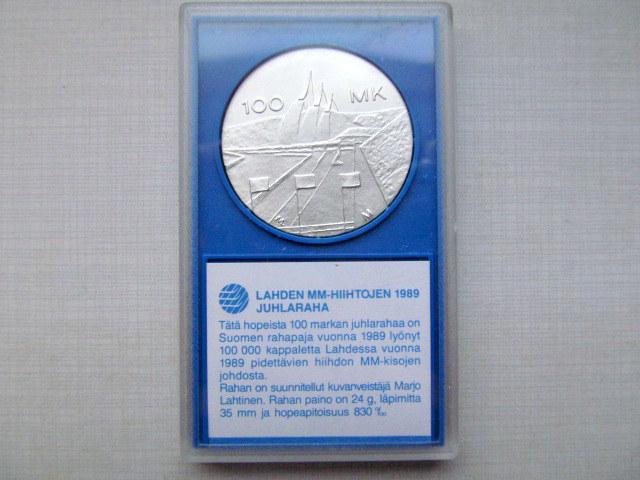 100 MK
M M
LAHDEN MM-HIIHTOJEN 1989
JUHLARAHA
Tätä hopeista 100 markan juhlarahaa on
Suomen rahapaja vuonna 1989 lyönyt
100 000 kappaletta Lahdessa vuonna
1989 pidettävien hiihdon MM-kisojen
johdosta.
Rahan on suunnitellut kuvanveistäjä Marjo
Lahtinen. Rahan paino on 24 g, läpimitta
35 mm ja hopeapitoisuus 830 ‰